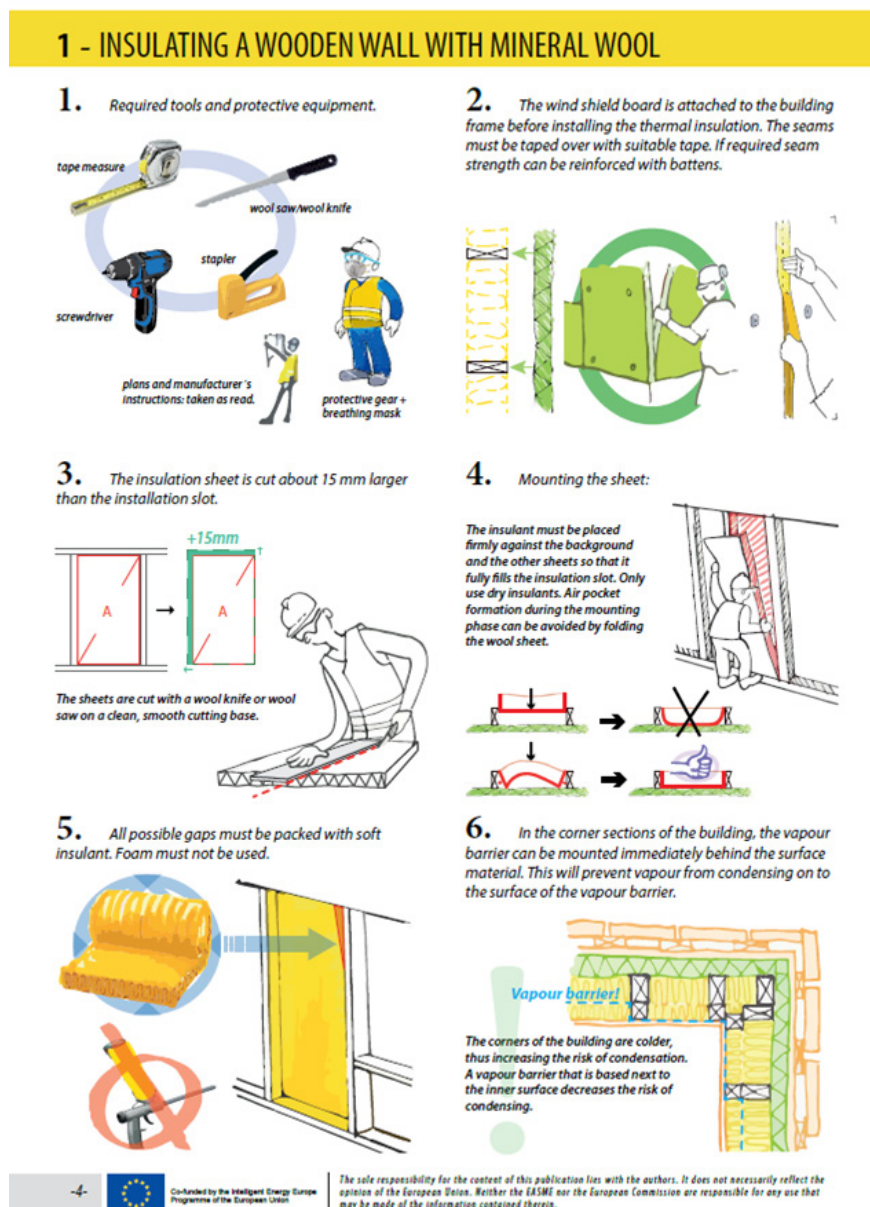 1 - INSULATING A WOODEN WALL WITH MINERAL WOOL
1. Required tools and protective equipment.
tape measure
wool saw/wool knife
stapler
screwdriver
plans and manufacturer´s
instructions: taken as read.
protective gear +
breathing mask
2. The wind shield board is attached to the building
frame before installing the thermal insulation. The seams
must be taped over with suitable tape. If required seam
strength can be reinforced with battens.
3. The insulation sheet is cut about 15 mm larger
than the installation slot.
+15mm
A
A
The sheets are cut with a wool knife or wool
saw on a clean, smooth cutting base.
4. Mounting the sheet:
The insulant must be placed
firmly against the background
and the other sheets so that it
fully fills the insulation slot. Only
use dry insulants. Air pocket
formation during the mounting
phase can be avoided by folding
the wool sheet.
5. All possible gaps must be packed with soft
insulant. Foam must not be used.
6. In the corner sections of the building, the vapour
barrier can be mounted immediately behind the surface
material. This will prevent vapour from condensing on to
the surface of the vapour barrier.
Vapour barrier!
The corners of the building are colder,
thus increasing the risk of condensation.
A vapour barrier that is based next to
the inner surface decreases the risk of
condensing.
-4-
Co-funded by the Intelligent Energy Europe
Programme of the European Union
The sole responsibility for the content of this publication lies with the authors. It does not necessarily reflect the
opinion of the European Union. Neither the EASME nor the European Commission are responsible for any use that
may be made of the information contained therein.